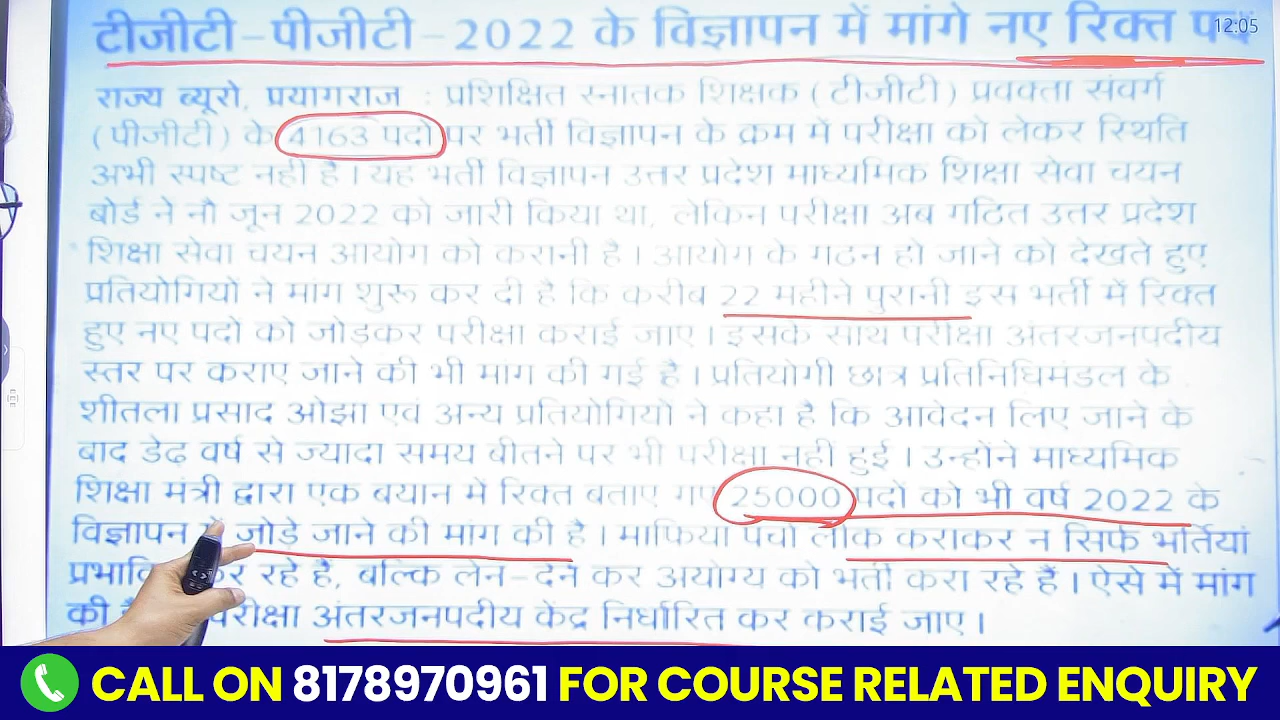 टीजीटी-पीजीटी-2022 के विज्ञापन में मांगे नए रिक्त पद
12:05
राज्य ब्यूरो, प्रयागराज : प्रशिक्षित स्नातक शिक्षक (टीजीटी) प्रवक्ता संवर्ग
(पीजीटी) के 4163 पदों पर भर्ती विज्ञापन के क्रम में परीक्षा को लेकर स्थिति
अभी स्पष्ट नहीं है। यह भर्ती विज्ञापन उत्तर प्रदेश माध्यमिक शिक्षा सेवा चयन
बोर्ड ने नौ जून 2022 को जारी किया था, लेकिन परीक्षा अब गठित उत्तर प्रदेश
शिक्षा सेवा चयन आयोग को करानी है। आयोग के गठन हो जाने को देखते हुए
प्रतियोगियों ने मांग शुरू कर दी है कि करीब 22 महीने पुरानी इस भर्ती में रिक्त
हुए नए पदों को जोड़कर परीक्षा कराई जाए। इसके साथ परीक्षा अंतरजनपदीय
स्तर पर कराए जाने की भी मांग की गई है। प्रतियोगी छात्र प्रतिनिधिमंडल के
शीतला प्रसाद ओझा एवं अन्य प्रतियोगियों ने कहा है कि आवेदन लिए जाने के
बाद डेढ़ वर्ष से ज्यादा समय बीतने पर भी परीक्षा नहीं हुई। उन्होंने माध्यमिक
शिक्षा मंत्री द्वारा एक बयान में रिक्त बताए गए 25000 पदों को भी वर्ष 2022 के
विज्ञापन में जोड़े जाने की मांग की है। माफिया पेपर लीक कराकर न सिर्फ भर्तियां
रहे हैं, बल्कि लेन-देन कर अयोग्य को भर्ती करा रहे हैं। ऐसे में मांग
की परीक्षा अंतरजनपदीय केंद्र निर्धारित कर कराई जाए।
CALL ON 8178970961 FOR COURSE RELATED ENQUIRY